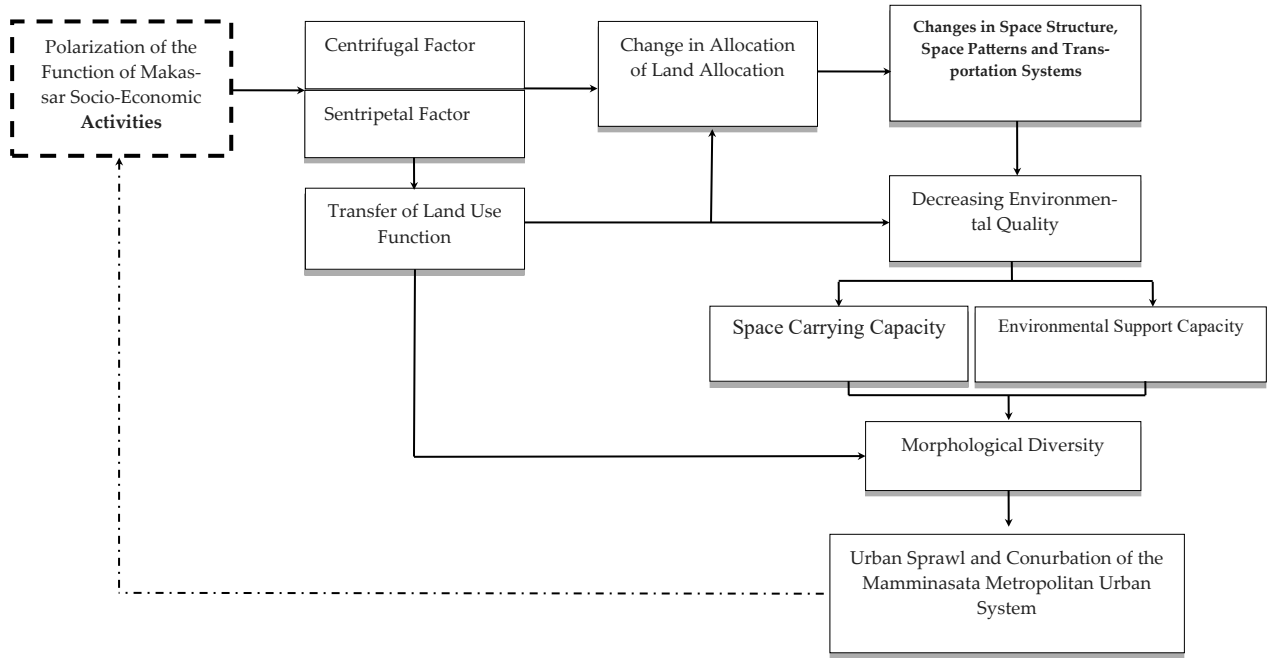 Polarization of the
Function of Makas-
sar Socio-Economic
Activities
Centrifugal Factor
Sentripetal Factor
Change in Allocation
of Land Allocation
Changes in Space Structure,
Space Patterns and Trans-
portation Systems
Transfer of Land Use
Function
Decreasing Environmen-
tal Quality
Space Carrying Capacity
Environmental Support Capacity
Morphological Diversity
Urban Sprawl and Conurbation of the
Mamminasata Metropolitan Urban
System